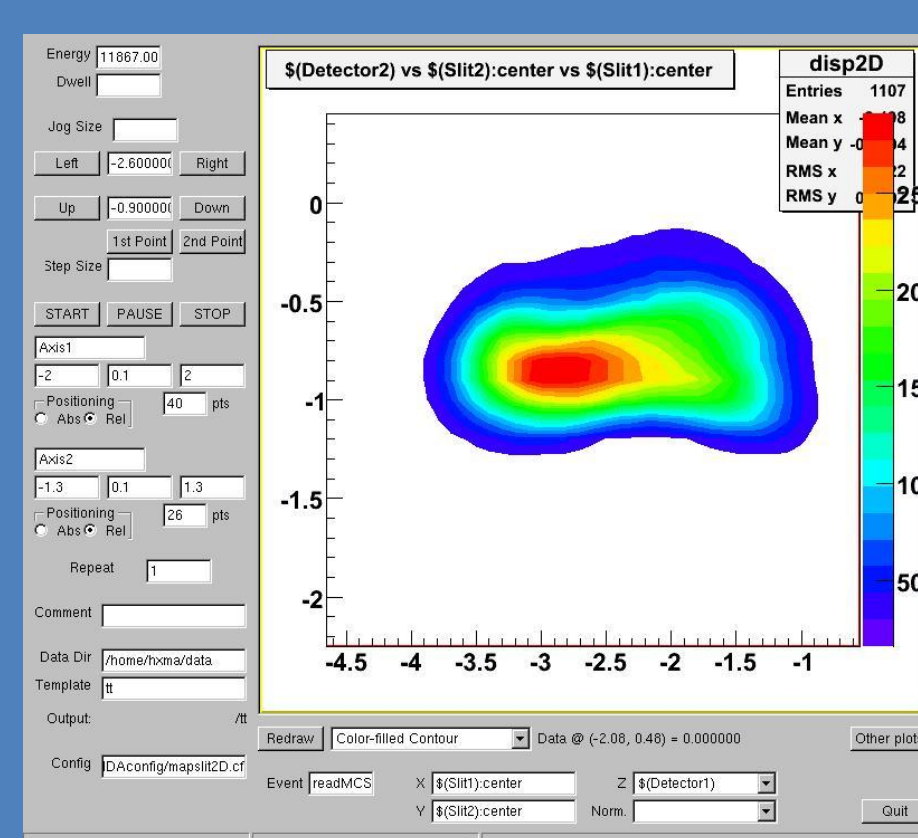 Energy 11867.00
Dwell
Jog Size
Left -2.60000( Right
Up -0.90000( Down
1st Point 2nd Point
Step Size
START PAUSE STOP
Axis1
-2 0.1 2
Positioning 40 pts
Abs Rel
Axis2
-1.3 0.1 1.3
Positioning 26 pts
Abs Rel
Repeat 1
Comment
Data Dir /home/hxma/data
Template tt
Output: /tt
Config IDAconfig/mapslit2D.cf
$(Detector2) vs $(Slit2):center vs $(Slit1):center
disp2D
Entries 1107
Mean x
Mean y
RMS x
RMS y
0
-0.5
-1
-1.5
-2
-4.5 -4 -3.5 -3 -2.5 -2 -1.5 -1
25
20
15
10
50
Redraw Color-filled Contour Data @ (-2.08, 0.48) = 0.000000 Other plots
Event readMCS X $(Slit1):center Z $(Detector1)
Y $(Slit2):center Norm. Quit